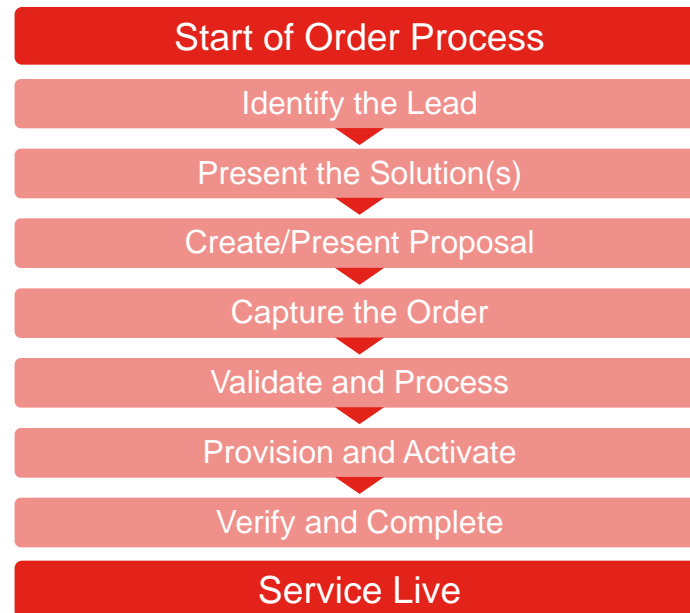 Start of Order Process
Identify the Lead
Present the Solution(s)
Create/Present Proposal
Capture the Order
Validate and Process
Provision and Activate
Verify and Complete
Service Live